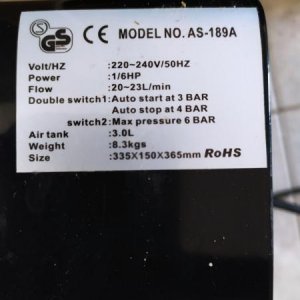 GS CE MODEL NO. AS-189A
Volt/HZ :220~240V/50HZ
Power :1/6HP
Flow :20~23L/min
Double switch1: Auto start at 3 BAR
Auto stop at 4 BAR
switch2: Max pressure 6 BAR
Air tank :3.0L
Weight :8.3kgs
Size :335X150X365mm RoHS